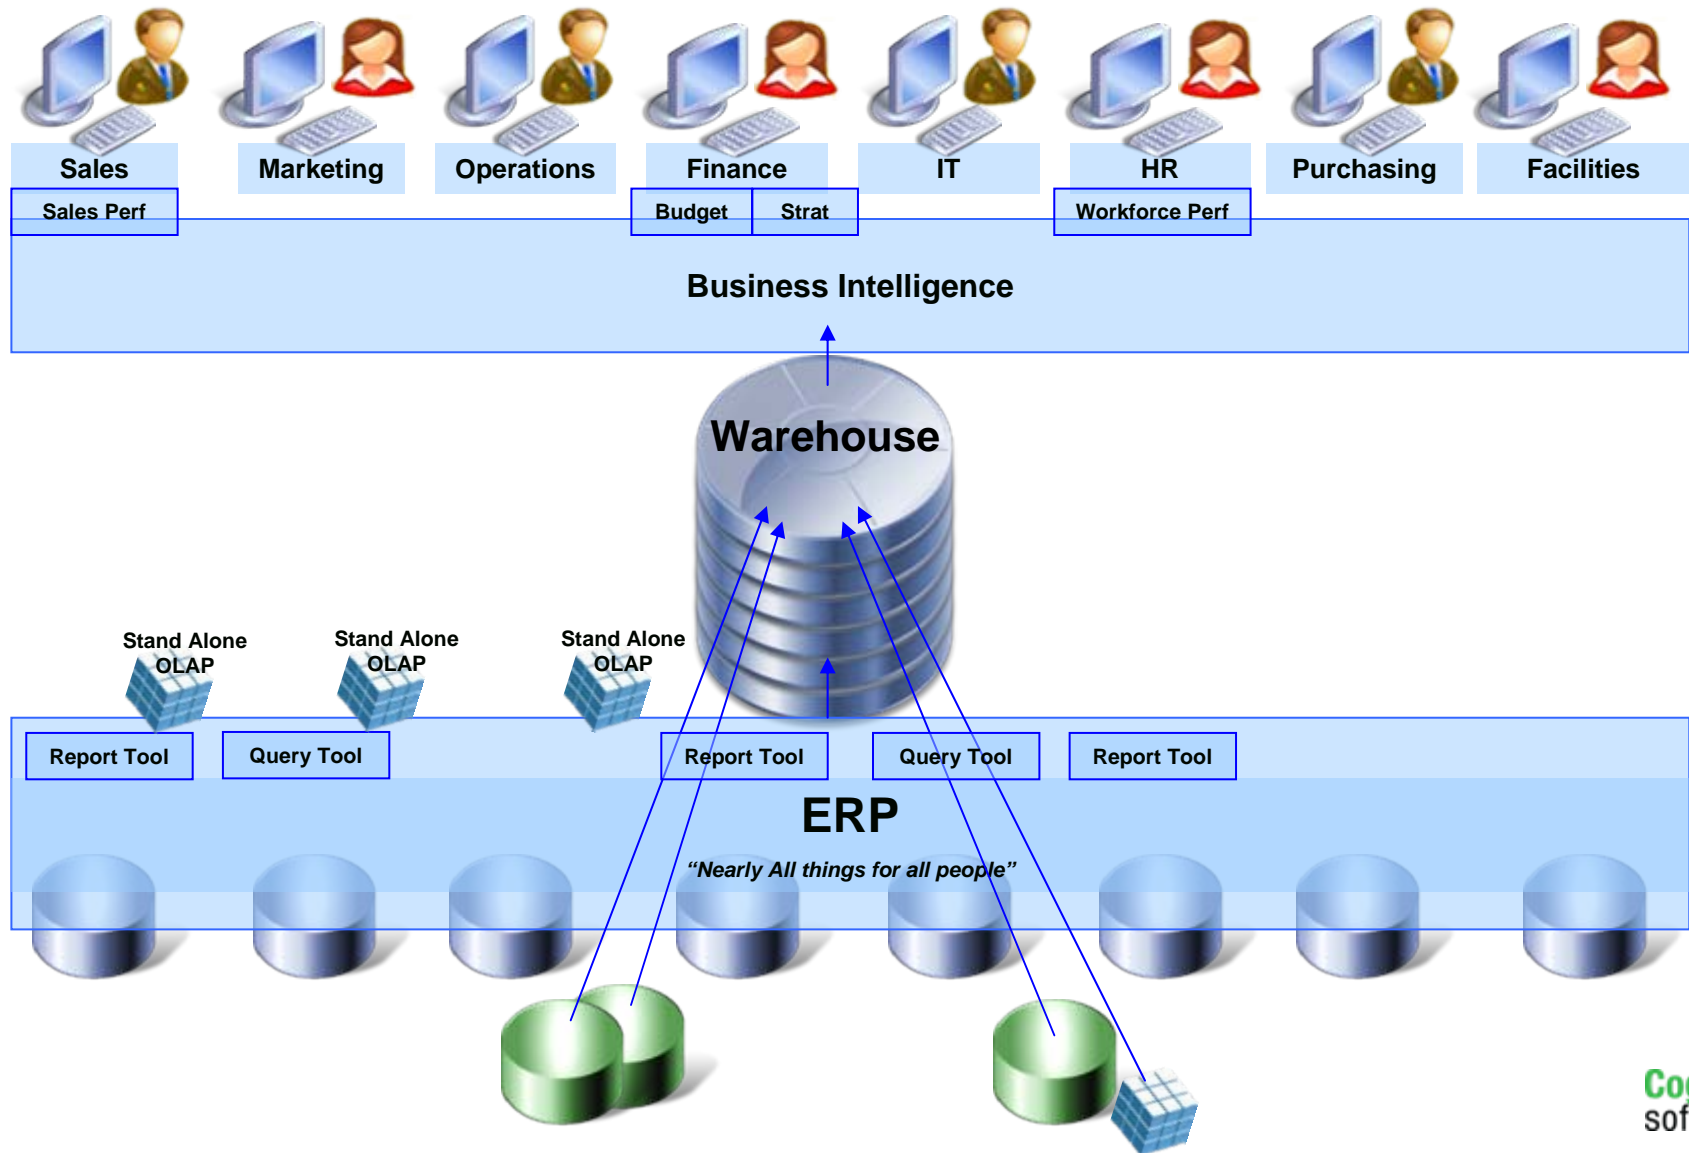 Sales
Marketing
Operations
Finance
IT
HR
Purchasing
Facilities
Sales Perf
Budget
Strat
Workforce Perf
Business Intelligence
Warehouse
Stand Alone
OLAP
Stand Alone
OLAP
Stand Alone
OLAP
Report Tool
Query Tool
Report Tool
Query Tool
Report Tool
ERP
“Nearly All things for all people”